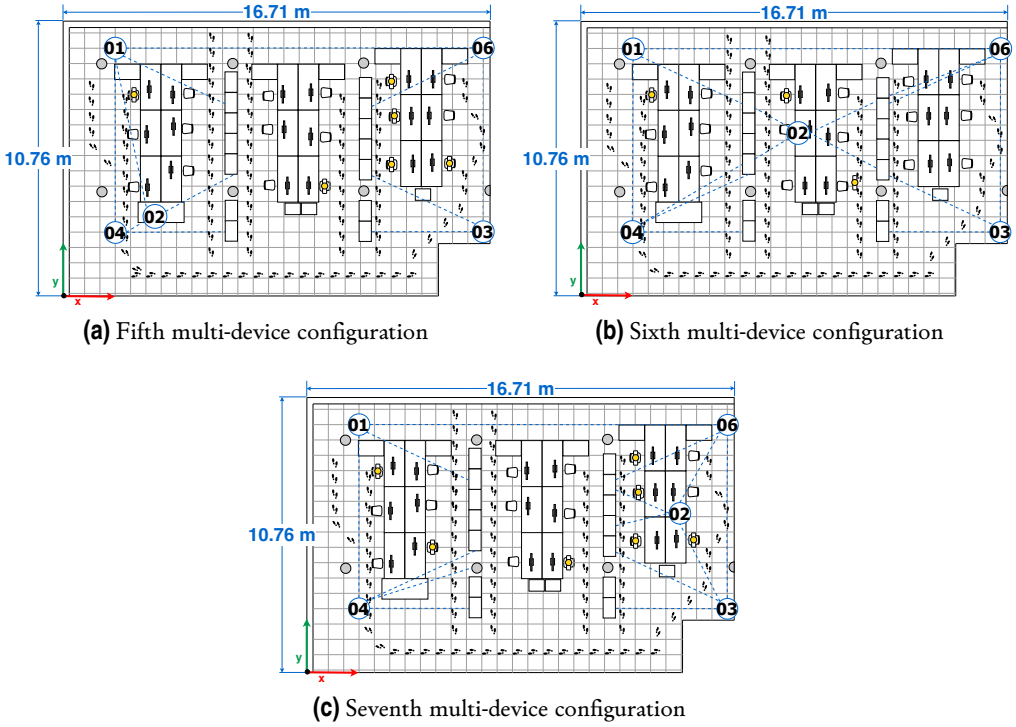 16.71 m
01
06
10.76 m
02
04
03
y
x
(a) Fifth multi-device configuration
16.71 m
01
06
02
10.76 m
04
03
y
x
(b) Sixth multi-device configuration
16.71 m
01
06
02
10.76 m
04
03
y
x
(c) Seventh multi-device configuration